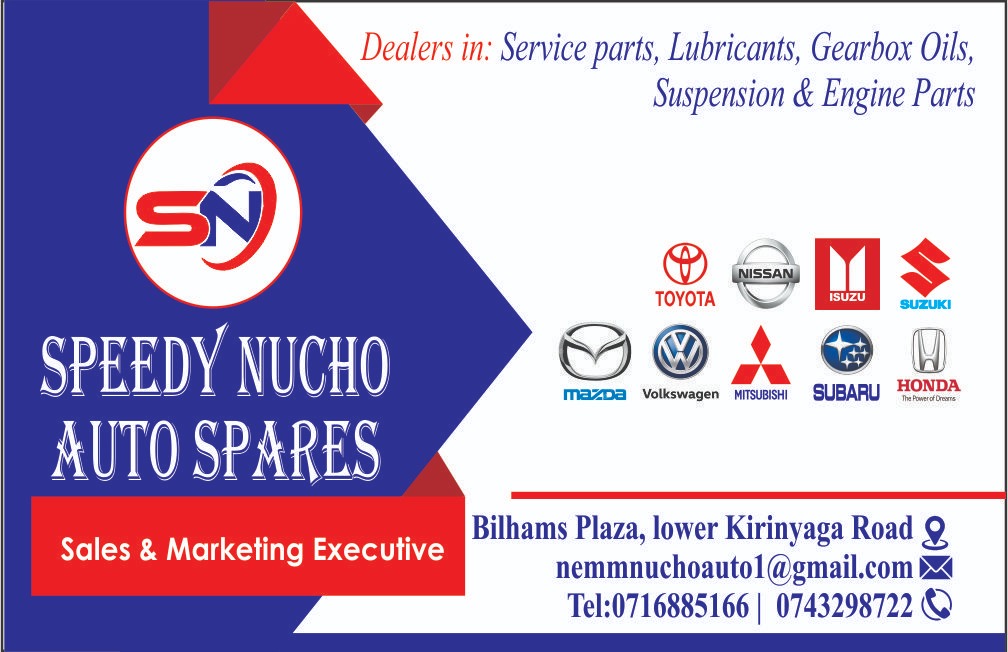 Dealers in: Service parts, Lubricants, Gearbox Oils,
Suspension & Engine Parts
SN
SPEEDY NUCHO
AUTO SPARES
Sales & Marketing Executive
TOYOTA
NISSAN
ISUZU
SUZUKI
mazda
Volkswagen
MITSUBISHI
SUBARU
HONDA
The Power of Dreams
Bilhams Plaza, lower Kirinyaga Road
nemmnuchoauto1@gmail.com
Tel:0716885166 | 0743298722